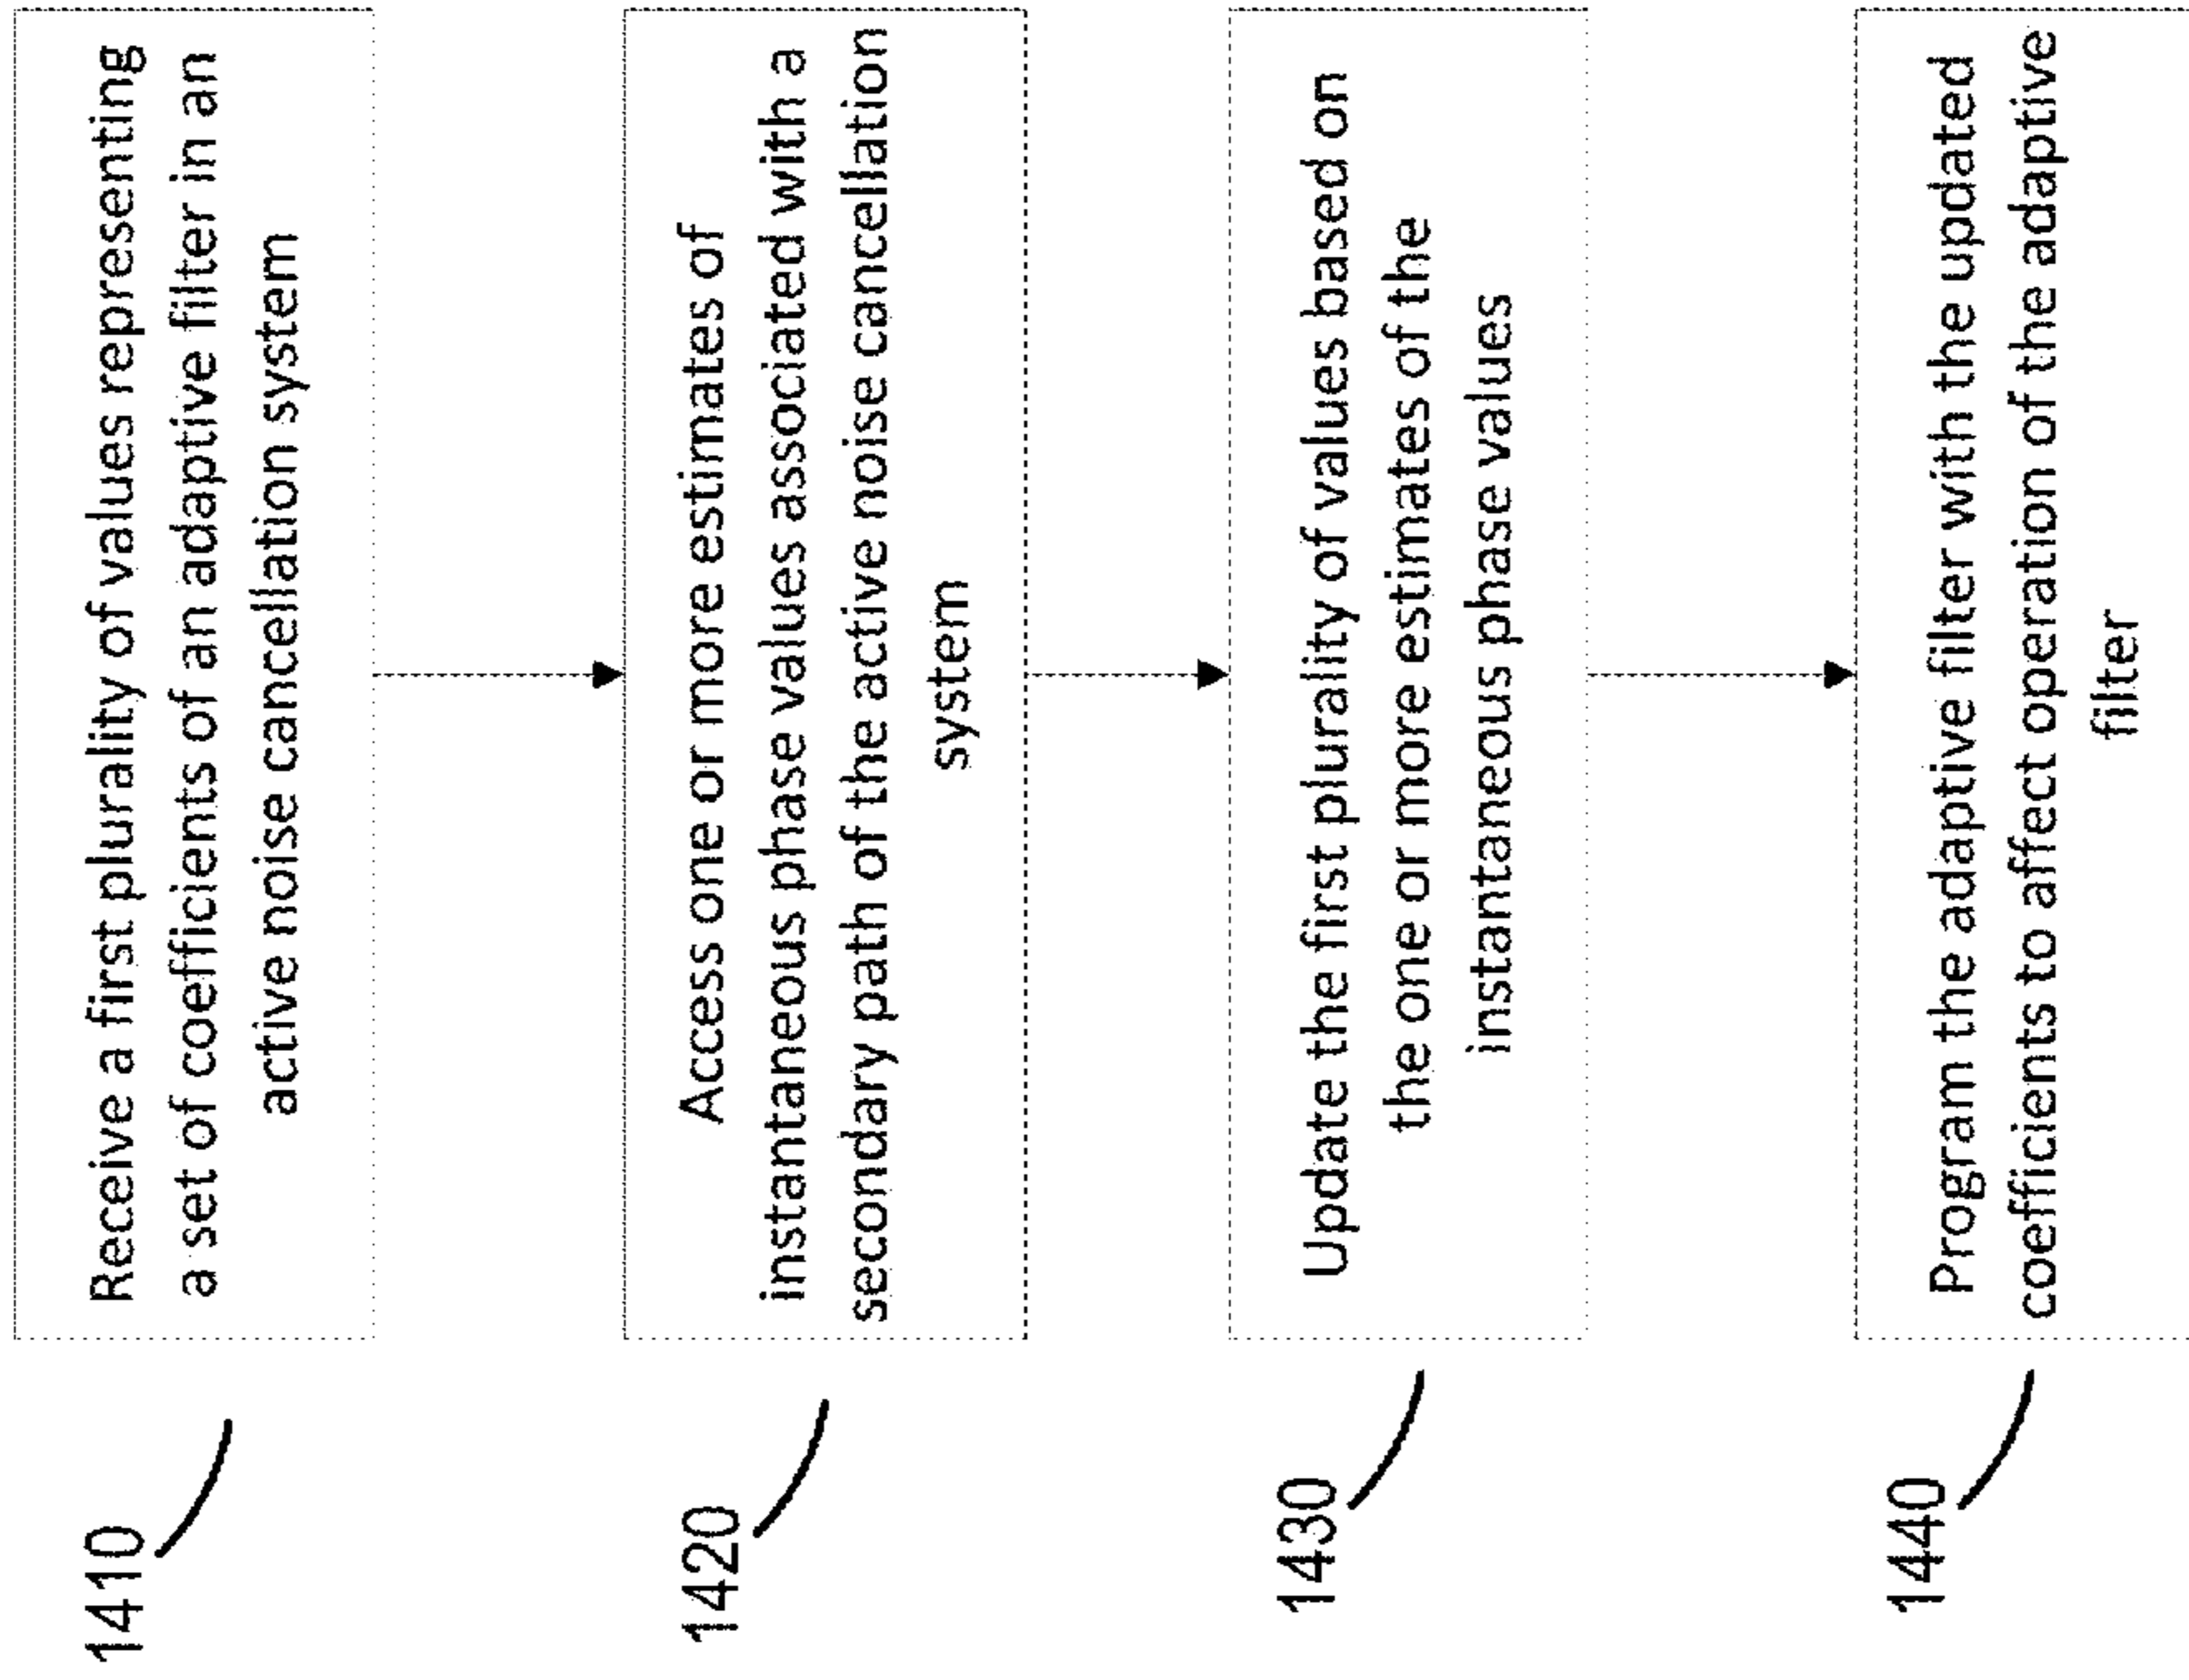 1410
Receive a first plurality of values representing
a set of coefficients of an adaptive filter in an
active noise cancellation system
1420
Access one or more estimates of
instantaneous phase values associated with a
secondary path of the active noise cancellation
system
1430
Update the first plurality of values based on
the one or more estimates of the
instantaneous phase values
1440
Program the adaptive filter with the updated
coefficients to affect operation of the adaptive
filter